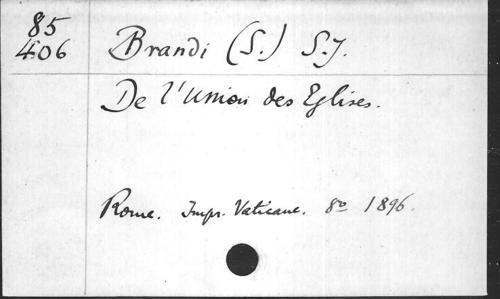 85
406
Brandi (S.) S.J.
De l'Union des Eglises.
Rome. Impr. Vaticane. 8º 1896.